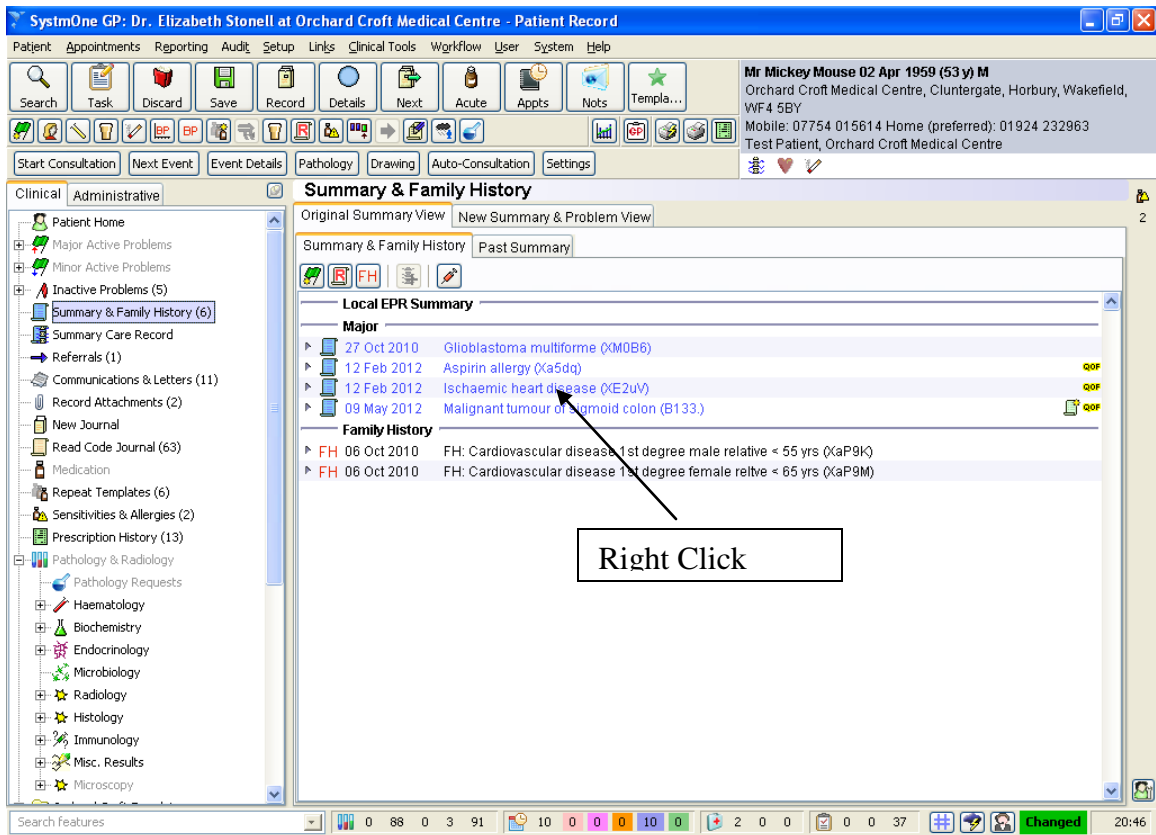 SystmOne GP: Dr. Elizabeth Stonell at Orchard Croft Medical Centre - Patient Record
Patient Appointments Reporting Audit Setup Links Clinical Tools Workflow User System Help
Search Task Discard Save Record Details Next Acute Appts Nots Templa...
Mr Mickey Mouse 02 Apr 1959 (53 y) M
Orchard Croft Medical Centre, Cluntergate, Horbury, Wakefield,
WF4 5BY
Mobile: 07754 015614 Home (preferred): 01924 232963
Test Patient, Orchard Croft Medical Centre
BP BP R GP
Start Consultation Next Event Event Details Pathology Drawing Auto-Consultation Settings
Clinical Administrative
Patient Home
Major Active Problems
Minor Active Problems
Inactive Problems (5)
Summary & Family History (6)
Summary Care Record
Referrals (1)
Communications & Letters (11)
Record Attachments (2)
New Journal
Read Code Journal (63)
Medication
Repeat Templates (6)
Sensitivities & Allergies (2)
Prescription History (13)
Pathology & Radiology
Pathology Requests
Haematology
Biochemistry
Endocrinology
Microbiology
Radiology
Histology
Immunology
Misc. Results
Microscopy
Summary & Family History
Original Summary View New Summary & Problem View
2
Summary & Family History Past Summary
R FH
Local EPR Summary
Major
27 Oct 2010 Glioblastoma multiforme (XM0B6)
12 Feb 2012 Aspirin allergy (Xa5dq) QOF
12 Feb 2012 Ischaemic heart disease (XE2uV) QOF
09 May 2012 Malignant tumour of sigmoid colon (B133.) QOF
Family History
FH 06 Oct 2010 FH: Cardiovascular disease 1st degree male relative < 55 yrs (XaP9K)
FH 06 Oct 2010 FH: Cardiovascular disease 1st degree female reltve < 65 yrs (XaP9M)
Right Click
Search features 0 88 0 3 91 10 0 0 0 10 0 2 0 0 0 0 37 Changed 20:46